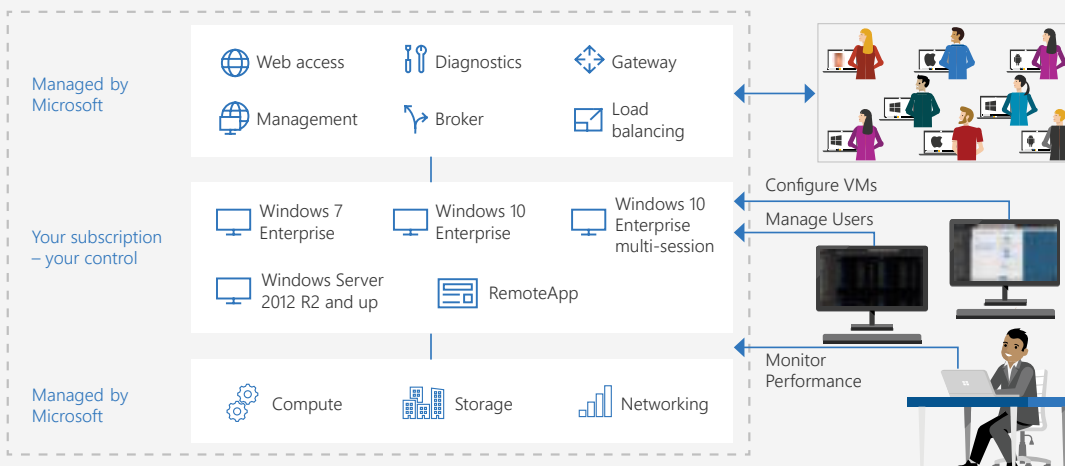 Managed by
Microsoft
Web access
Diagnostics
Gateway
Management
Broker
Load
balancing
Your subscription
– your control
Windows 7
Enterprise
Windows 10
Enterprise
Windows 10
Enterprise
multi-session
Windows Server
2012 R2 and up
RemoteApp
Configure VMs
Manage Users
Monitor
Performance
Managed by
Microsoft
Compute
Storage
Networking